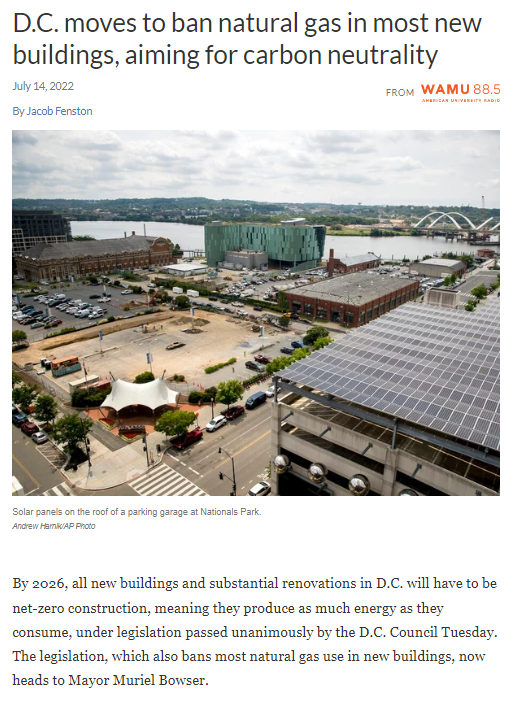 D.C. moves to ban natural gas in most new
buildings, aiming for carbon neutrality
July 14, 2022
FROM WAMU 88.5
AMERICAN UNIVERSITY RADIO
By Jacob Fenston
Solar panels on the roof of a parking garage at Nationals Park.
Andrew Harnik/AP Photo
By 2026, all new buildings and substantial renovations in D.C. will have to be
net-zero construction, meaning they produce as much energy as they
consume, under legislation passed unanimously by the D.C. Council Tuesday.
The legislation, which also bans most natural gas use in new buildings, now
heads to Mayor Muriel Bowser.